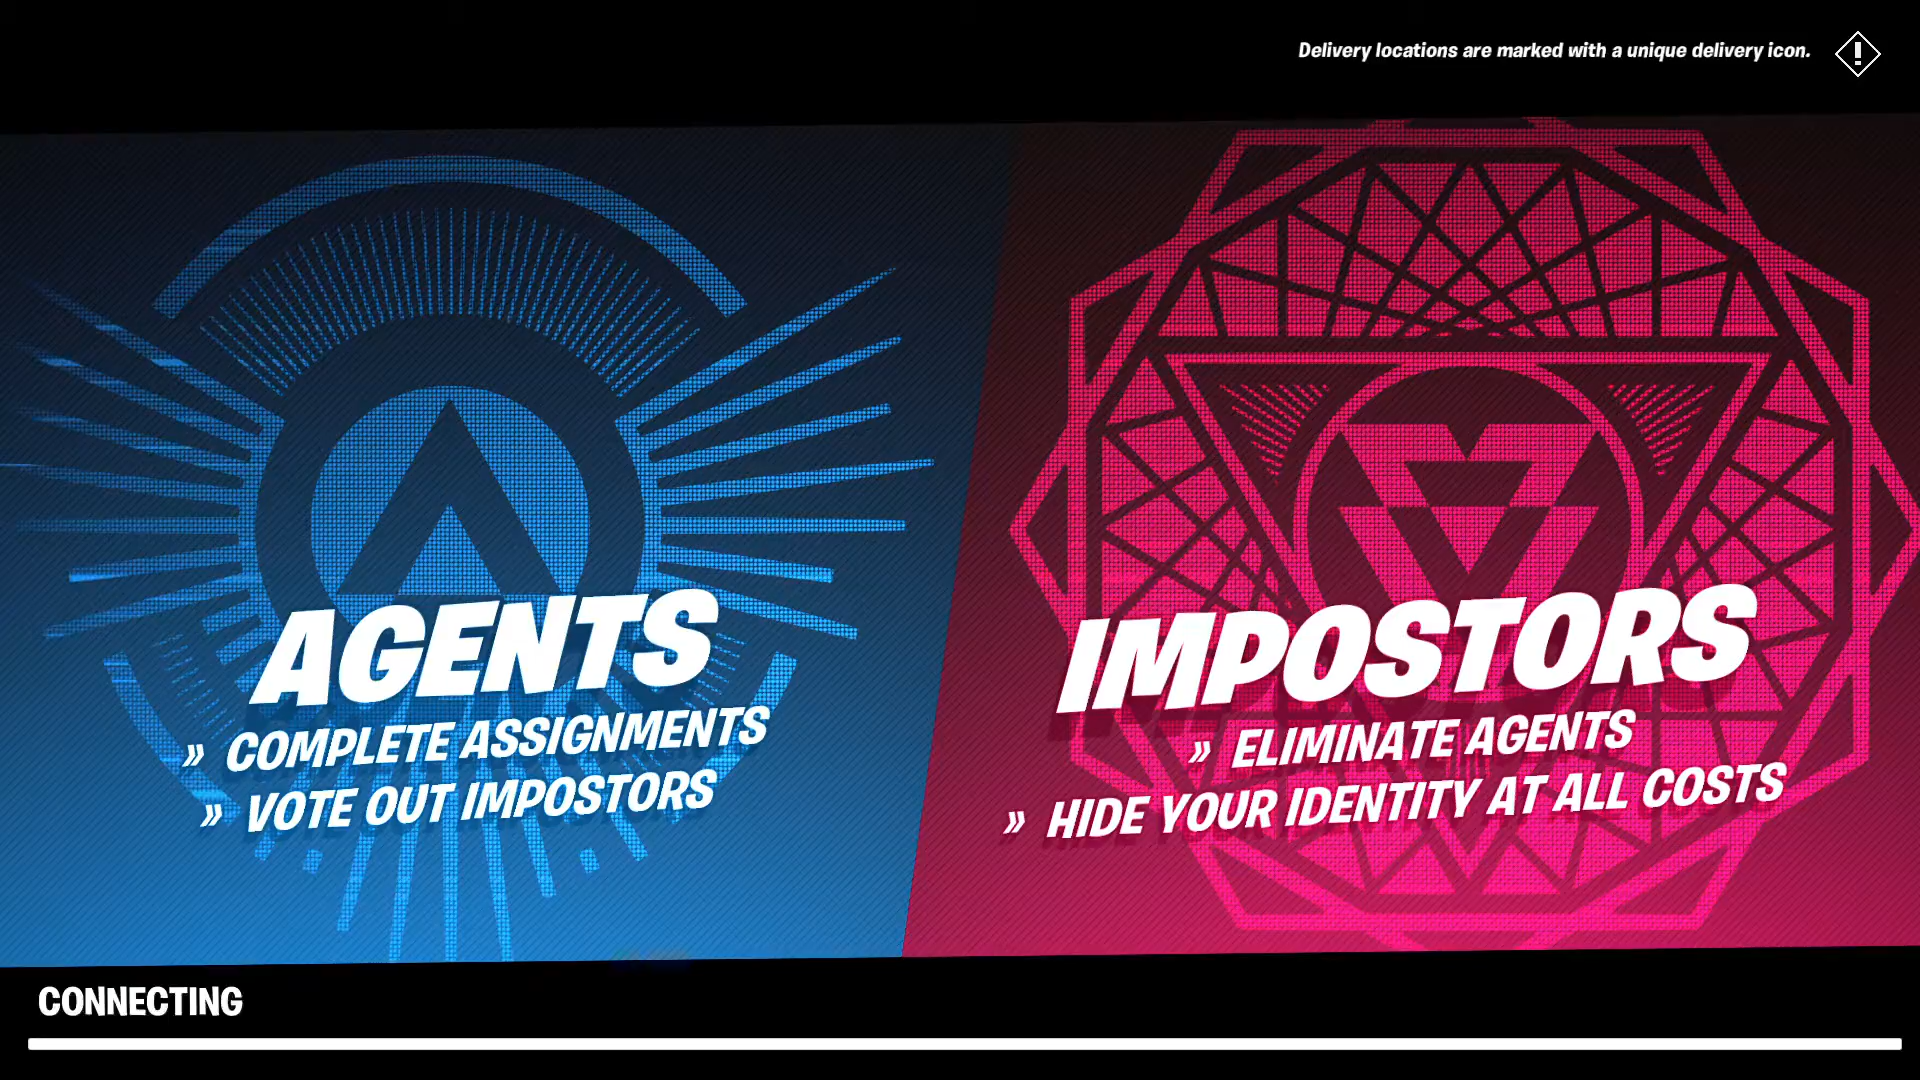 Delivery locations are marked with a unique delivery icon.
AGENTS
» COMPLETE ASSIGNMENTS
» VOTE OUT IMPOSTORS
IMPOSTORS
» ELIMINATE AGENTS
» HIDE YOUR IDENTITY AT ALL COSTS
CONNECTING